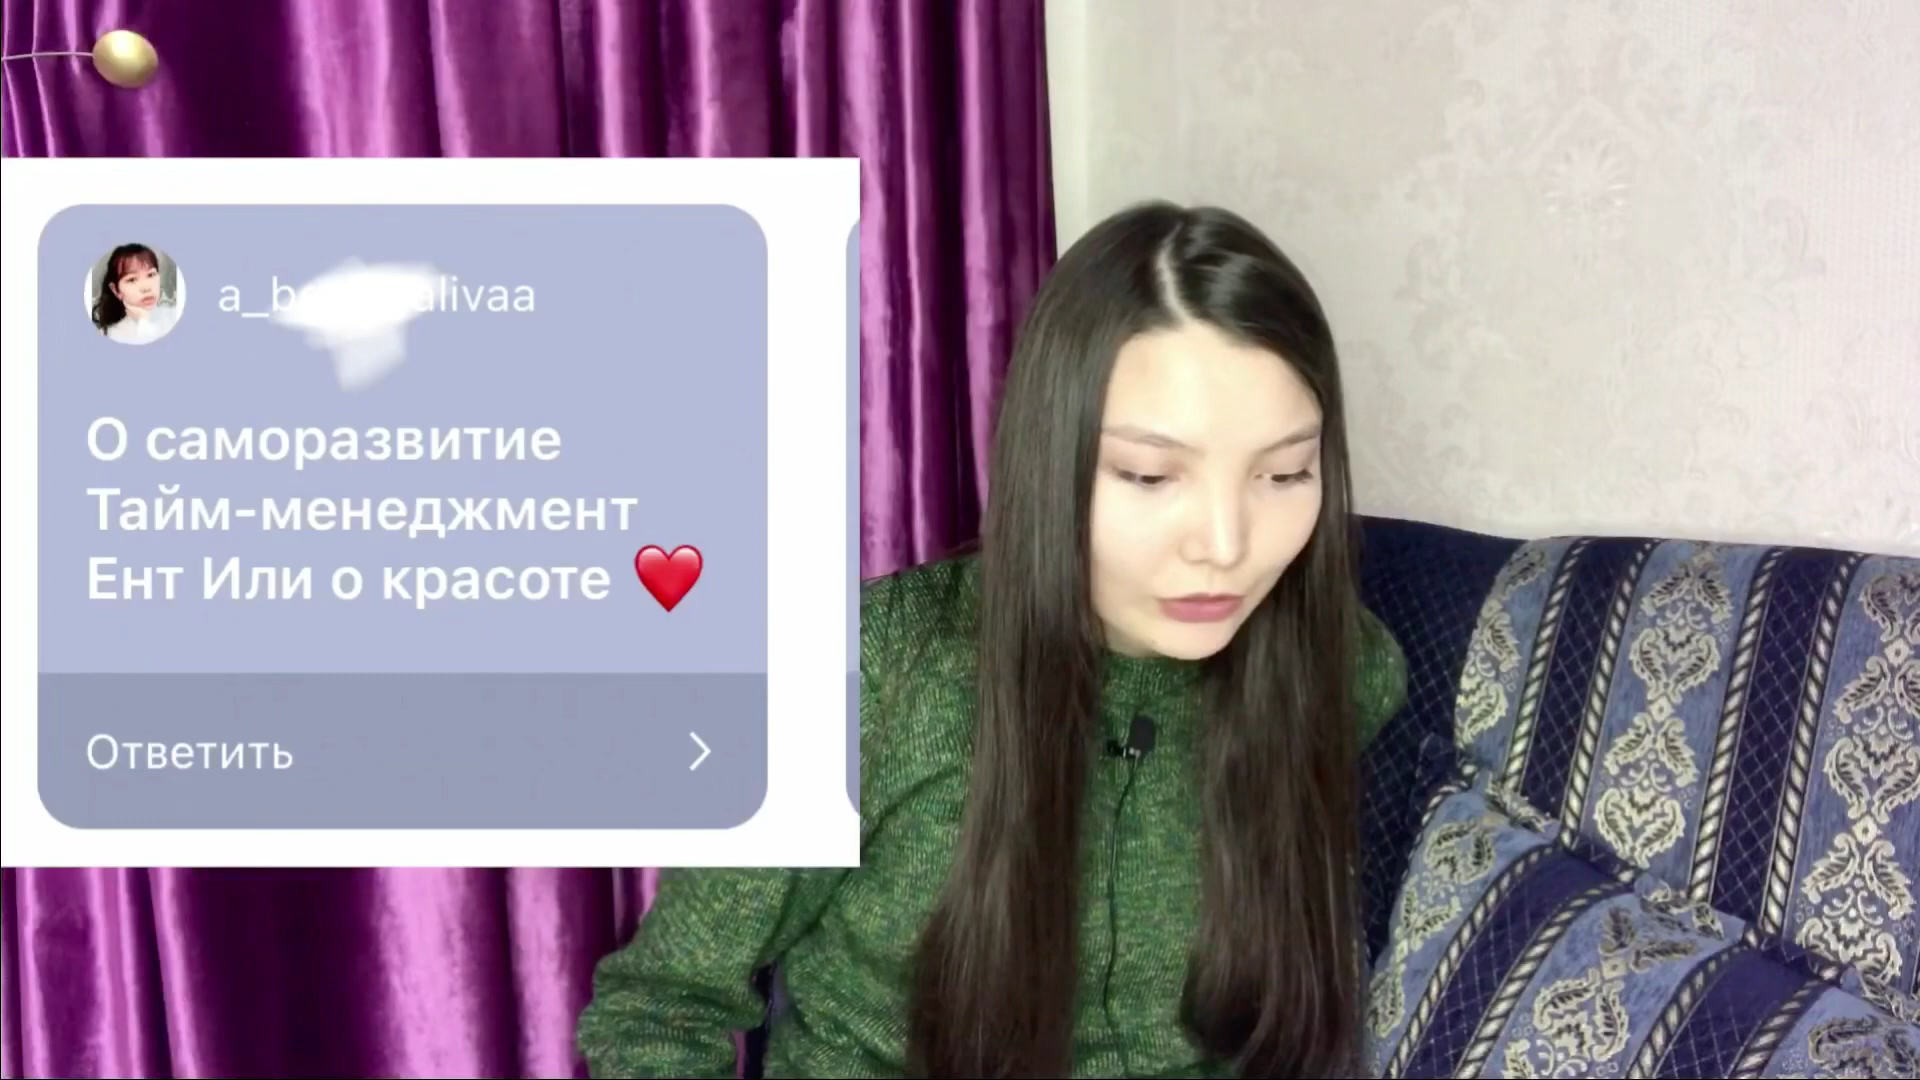 О саморазвитие
Тайм-менеджмент
Ент Или о красоте ❤️
Ответить